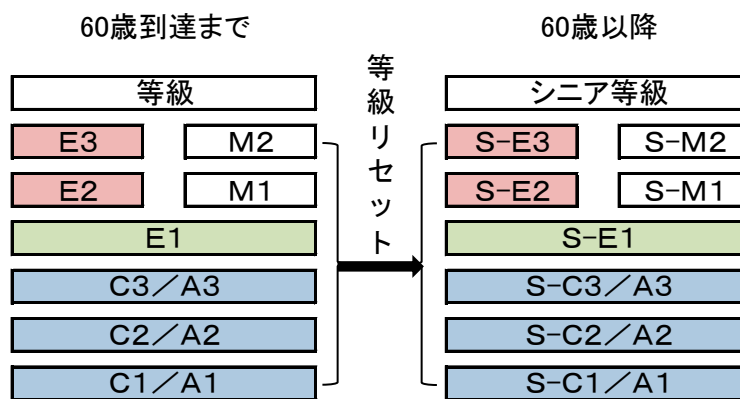 60歳到達まで
60歳以降
等級
シニア等級
E3 M2
E2 M1
E1
C3／A3
C2／A2
C1／A1
等級リセット
S-E3 S-M2
S-E2 S-M1
S-E1
S-C3／A3
S-C2／A2
S-C1／A1